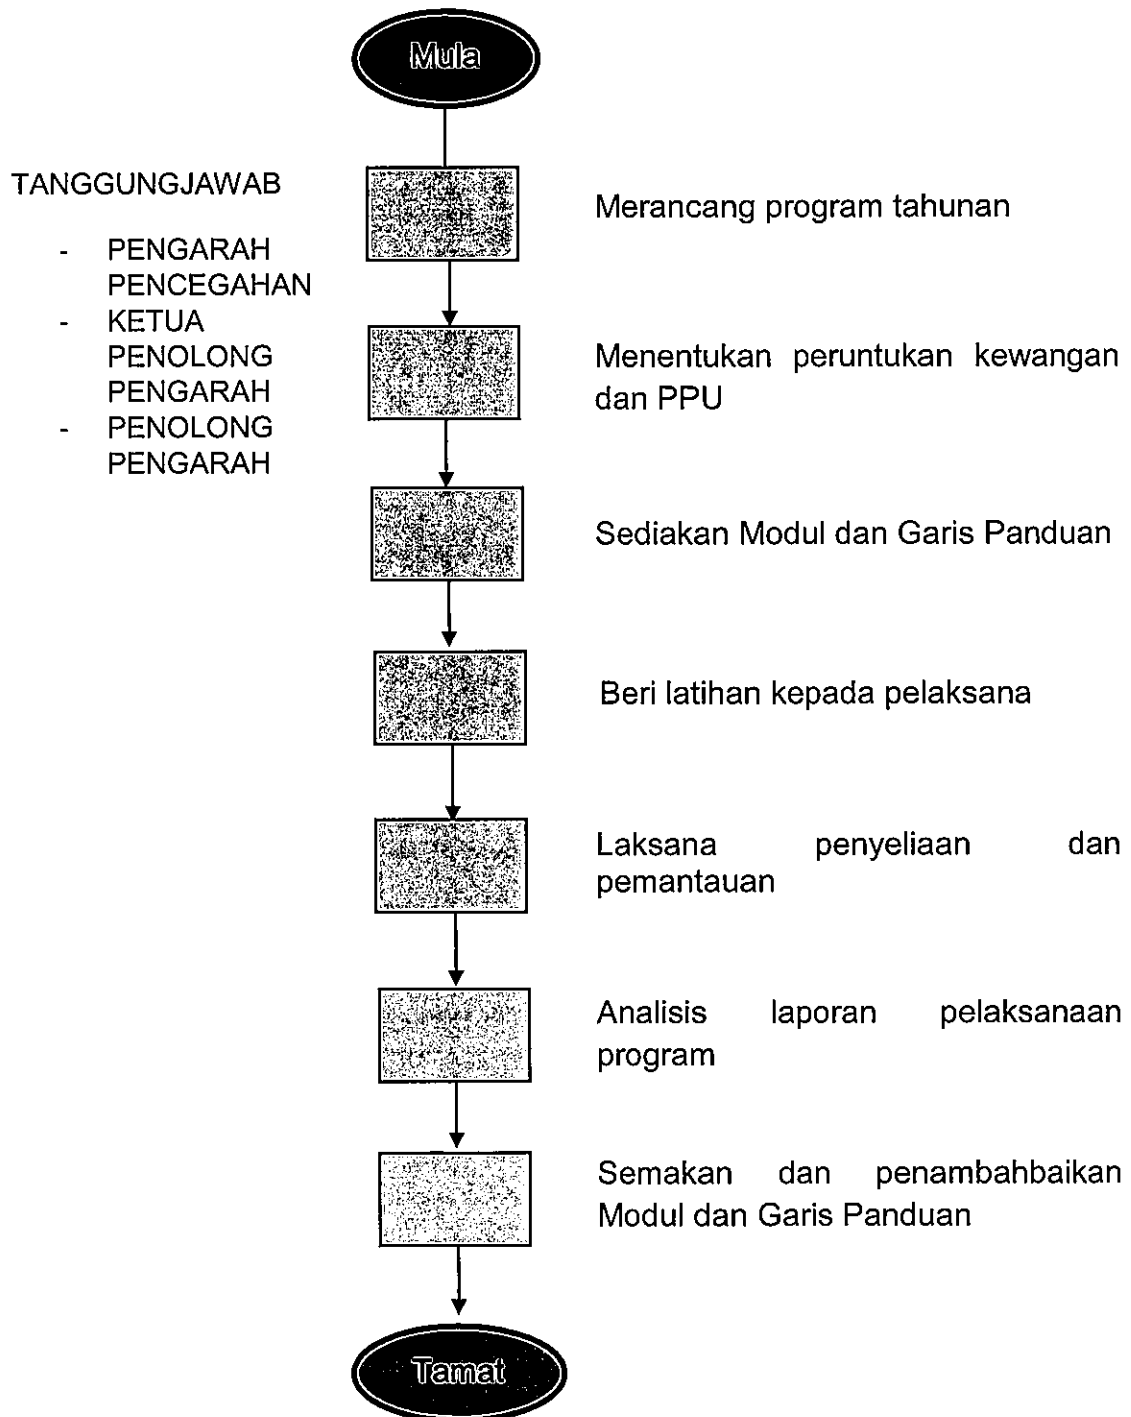 Mula
TANGGUNGJAWAB
- PENGARAH
PENCEGAHAN
- KETUA
PENOLONG
PENGARAH
- PENOLONG
PENGARAH
Merancang program tahunan
Menentukan peruntukan kewangan
dan PPU
Sediakan Modul dan Garis Panduan
Beri latihan kepada pelaksana
Laksana penyeliaan dan
pemantauan
Analisis laporan pelaksanaan
program
Semakan dan penambahbaikan
Modul dan Garis Panduan
Tamat